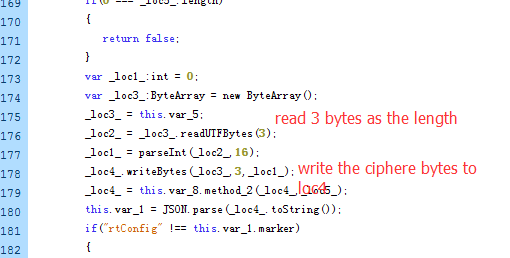 169 if(0 === _loc5_.length)
170 {
171 return false;
172 }
173 var _loc1_:int = 0;
174 var _loc3_:ByteArray = new ByteArray();
175 _loc3_ = this.var_5;
read 3 bytes as the length
176 _loc2_ = _loc3_.readUTFBytes(3);
177 _loc1_ = parseInt(_loc2_,16);
178 _loc4_.writeBytes(_loc3_,3,_loc1_);
write the ciphere bytes to
loc4
179 _loc4_ = this.var_8.method_2(_loc4_,_loc5_);
180 this.var_1 = JSON.parse(_loc4_.toString());
181 if("rtConfig" !== this.var_1.marker)
182 {